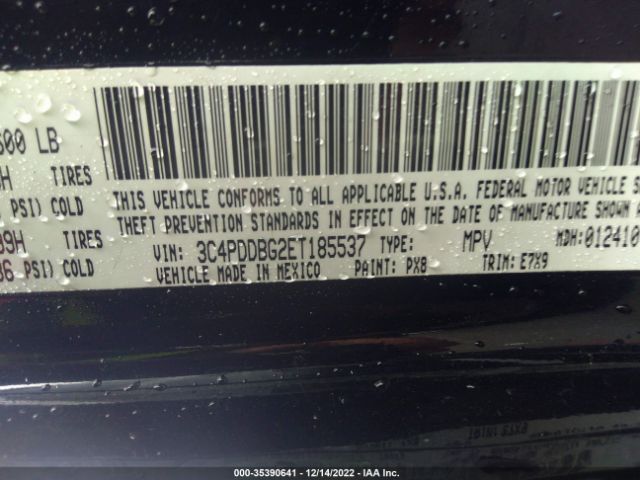 600 LB
H TIRES
PSI) COLD
99H TIRES
36 PSI) COLD
THIS VEHICLE CONFORMS TO ALL APPLICABLE U.S.A. FEDERAL MOTOR VEHICLE S
THEFT PREVENTION STANDARDS IN EFFECT ON THE DATE OF MANUFACTURE SHOWN A
VIN: 3C4PDDBG2ET185537 TYPE: MPV MDH:012410
VEHICLE MADE IN MEXICO PAINT: PX8 TRIM: E7X9
000-35390641 - 12/14/2022 - IAA Inc.